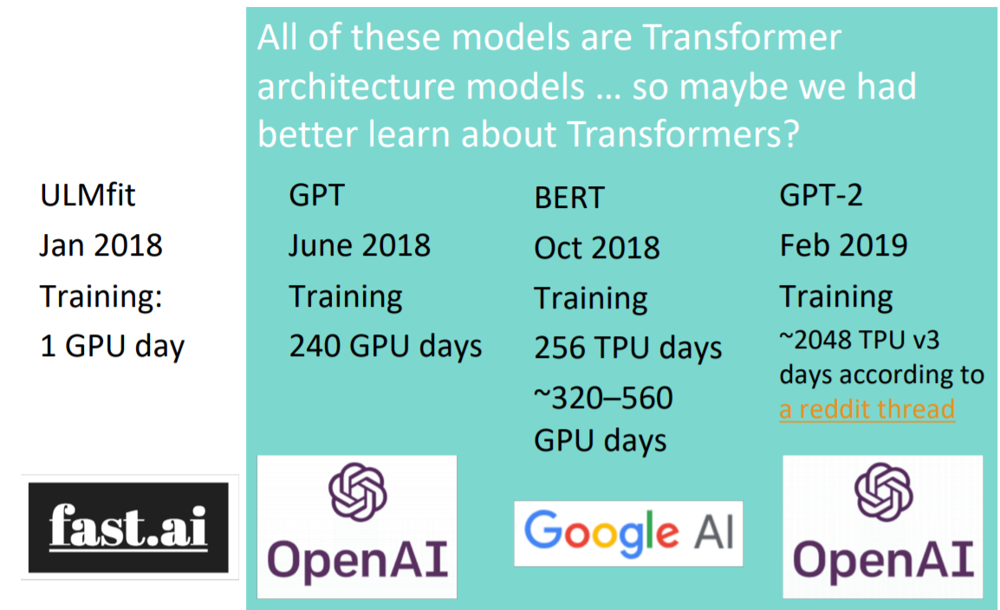 All of these models are Transformer
architecture models … so maybe we had
better learn about Transformers?
ULMfit
Jan 2018
Training:
1 GPU day
fast.ai
GPT
June 2018
Training
240 GPU days
OpenAI
BERT
Oct 2018
Training
256 TPU days
~320–560
GPU days
Google AI
GPT-2
Feb 2019
Training
~2048 TPU v3
days according to
a reddit thread
OpenAI